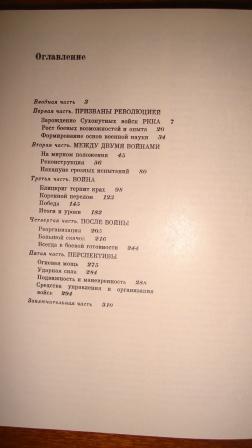 Оглавление
Вводная часть 3
Первая часть. ПРИЗВАНЫ РЕВОЛЮЦИЕЙ
Зарождение Сухопутных войск РККА 7
Рост боевых возможностей и опыта 20
Формирование основ военной науки 34
Вторая часть. МЕЖДУ ДВУМЯ ВОЙНАМИ
На мирном положении 45
Реконструкция 56
Накануне грозных испытаний 80
Третья часть. ВОЙНА
Блицкриг терпит крах 98
Коренной перелом 123
Победа 145
Итоги и уроки 182
Четвертая часть. ПОСЛЕ ВОЙНЫ
Реорганизация 205
Большой скачок 216
Всегда в боевой готовности 244
Пятая часть. ПЕРСПЕКТИВЫ
Огневая мощь 275
Ударная сила 284
Подвижность и маневренность 288
Средства управления и организация
войск 294
Заключительная часть 310